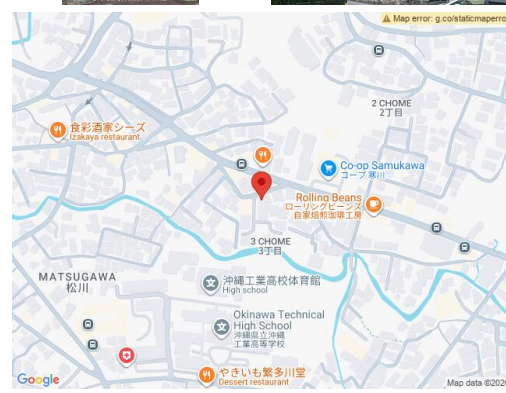 Map error: g.co/staticmaperro
2 CHOME
2丁目
食彩酒家シーズ
Izakaya restaurant
Co-op Samukawa
コープ 寒川
Rolling Beans
ローリングビーンズ
自家焙煎珈琲工房
3 CHOME
3丁目
MATSUGAWA
松川
沖縄工業高校体育館
High school
Okinawa Technical
High School
沖縄県立沖縄
工業高等学校
やきいも繁多川堂
Dessert restaurant
Google
Map data ©2026